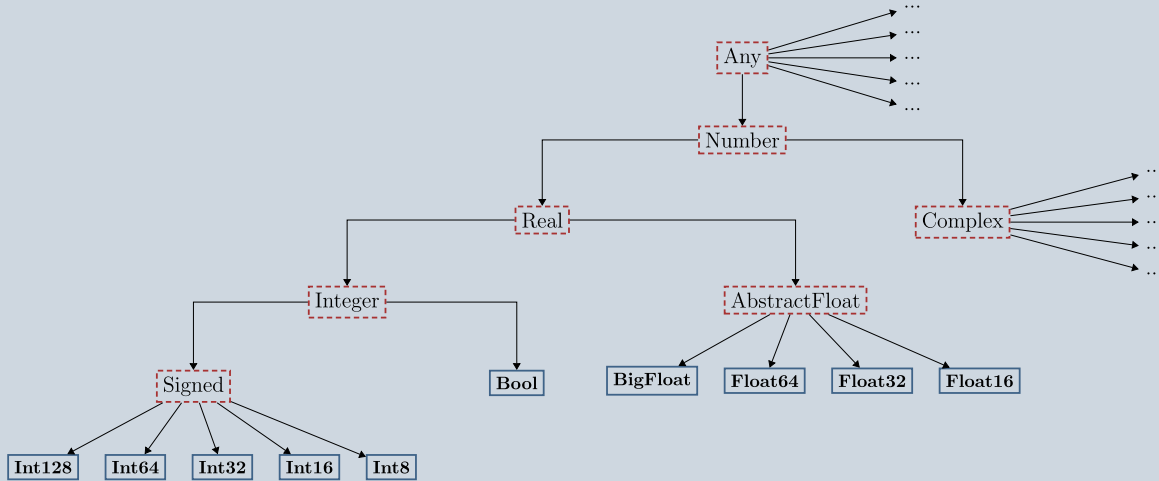 ...
...
Any
...
...
...
Number
Real
Complex
...
...
...
...
...
Integer
AbstractFloat
Signed
Bool
BigFloat
Float64
Float32
Float16
Int128
Int64
Int32
Int16
Int8